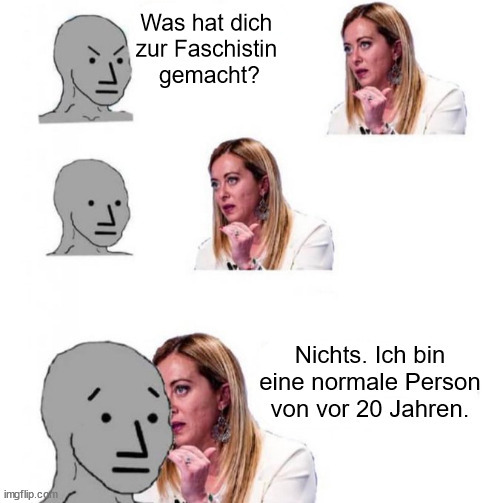 Was hat dich
zur Faschistin
gemacht?
Nichts. Ich bin
eine normale Person
von vor 20 Jahren.
imgflip.com